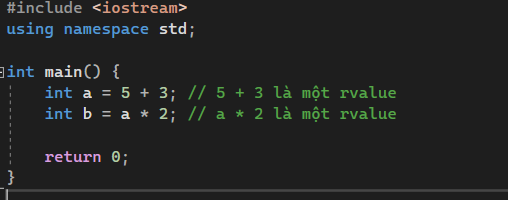 #include <iostream>
using namespace std;
int main() {
int a = 5 + 3; // 5 + 3 là một rvalue
int b = a * 2; // a * 2 là một rvalue
return 0;
}